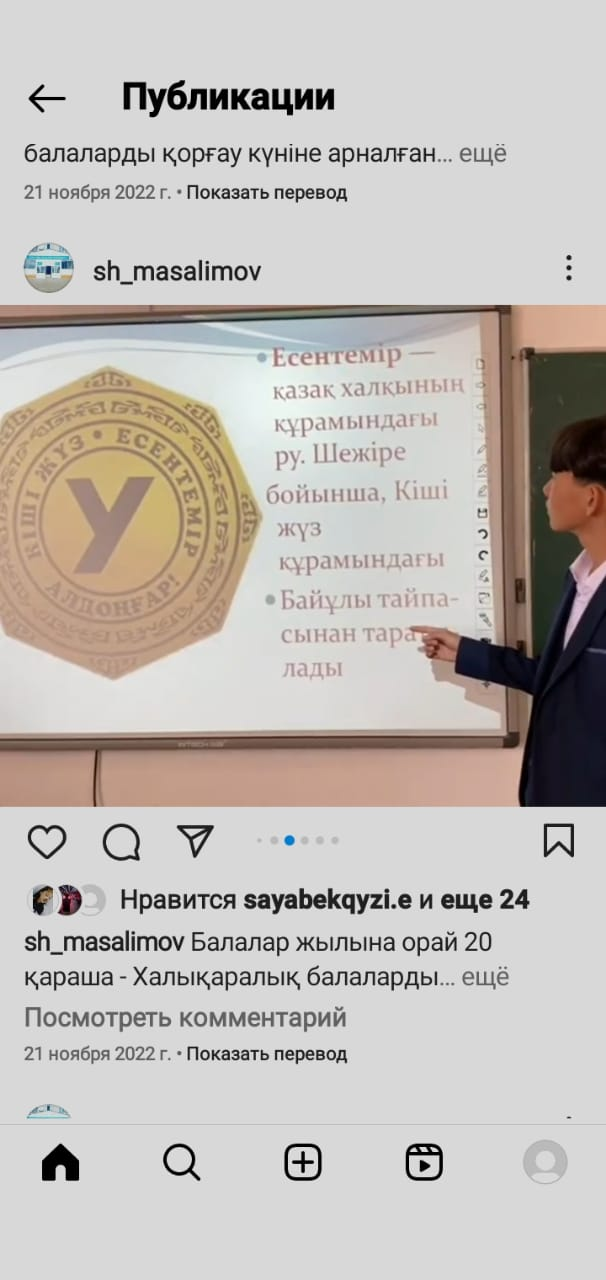 Публикации
балаларды қорғау күніне арналған... ещё
21 ноября 2022 г. • Показать перевод
sh_masalimov
• Есентемір —
қазақ халқының
құрамындағы
ру. Шежіре
бойынша, Кіші
жүз
құрамындағы
• Байұлы тайпа-
сынан тара
лады
КІШІ ЖҮЗ • ЕСЕНТЕМІР
АЛДОҢҒАР!
У
Нравится sayabekqyzi.e и еще 24
sh_masalimov Балалар жылына орай 20
қараша - Халықаралық балаларды... ещё
Посмотреть комментарий
21 ноября 2022 г. • Показать перевод